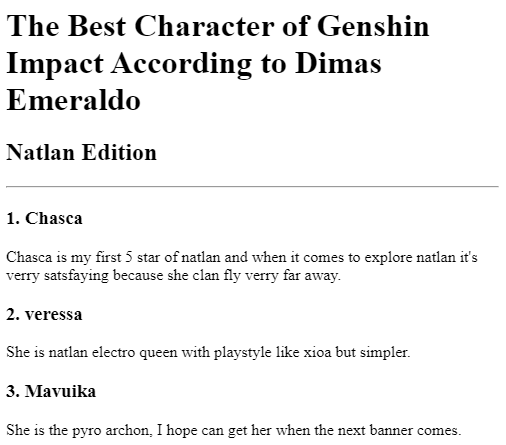 The Best Character of Genshin
Impact According to Dimas
Emeraldo
Natlan Edition
1. Chasca
Chasca is my first 5 star of natlan and when it comes to explore natlan it's
verry satsfaying because she clan fly verry far away.
2. veressa
She is natlan electro queen with playstyle like xioa but simpler.
3. Mavuika
She is the pyro archon, I hope can get her when the next banner comes.